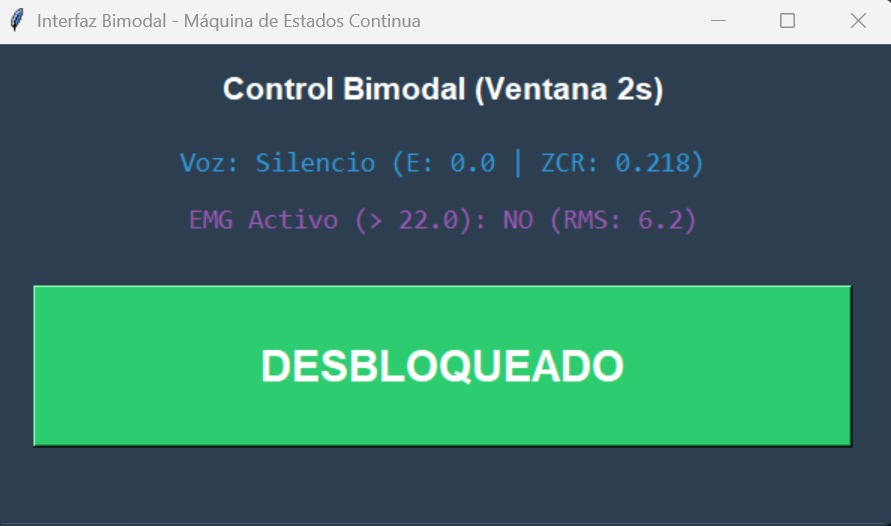 Interfaz Bimodal - Máquina de Estados Continua
Control Bimodal (Ventana 2s)
Voz: Silencio (E: 0.0 | ZCR: 0.218)
EMG Activo (> 22.0): NO (RMS: 6.2)
DESBLOQUEADO